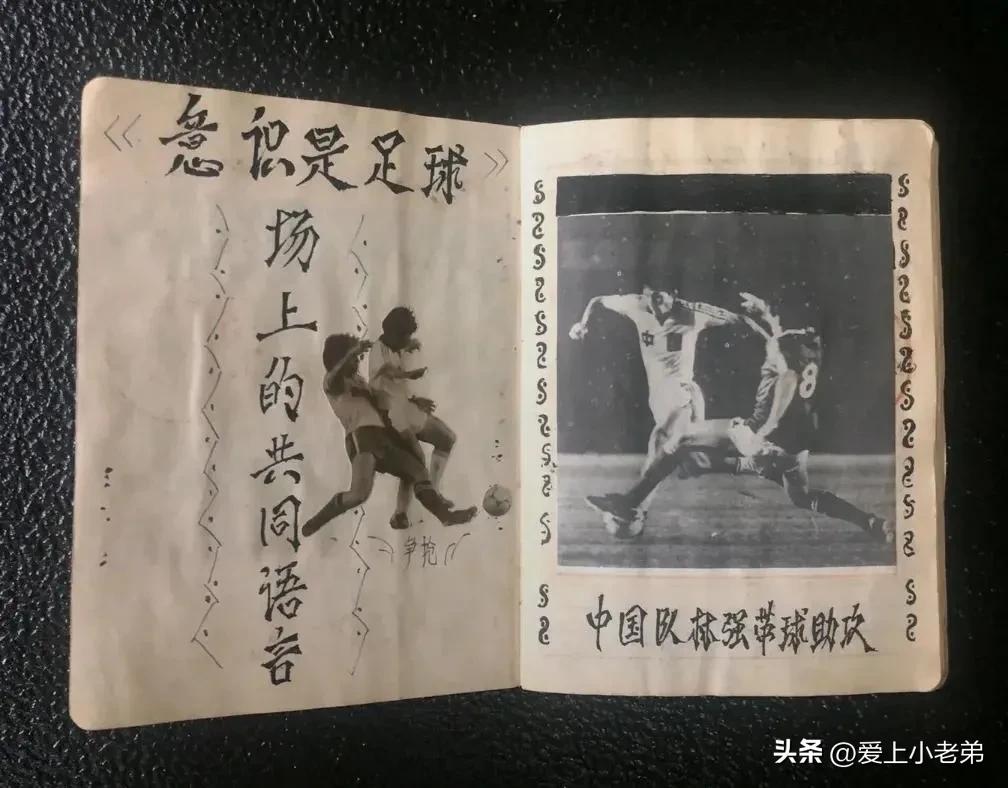 《意识是足球》
场上的共同语言
争抢
8
中国队林强带球助攻
头条 @爱上小老弟